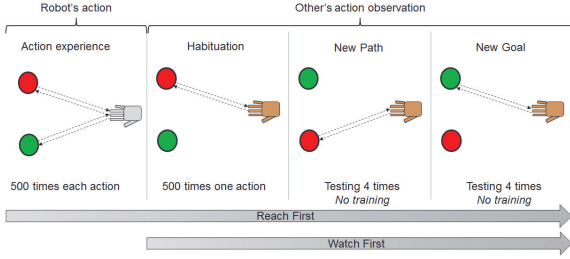 Robot's action
Other's action observation
Action experience
Habituation
New Path
New Goal
500 times each action
500 times one action
Testing 4 times
No training
Testing 4 times
No training
Reach First
Watch First